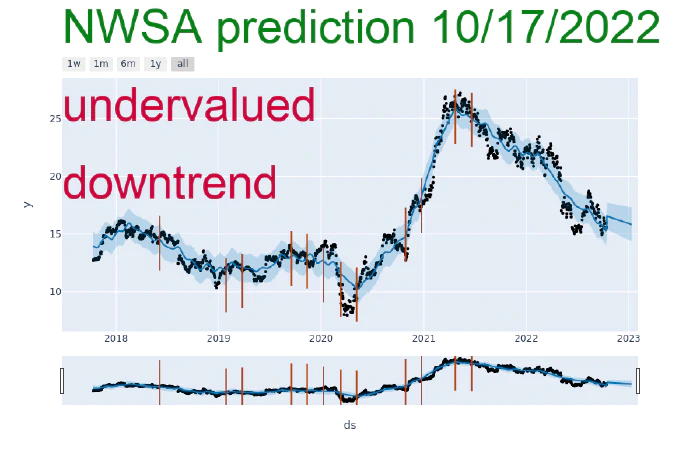 NWSA prediction 10/17/2022
1w 1m 6m 1y all
undervalued
downtrend
25
20
15
10
y
2018 2019 2020 2021 2022 2023
ds